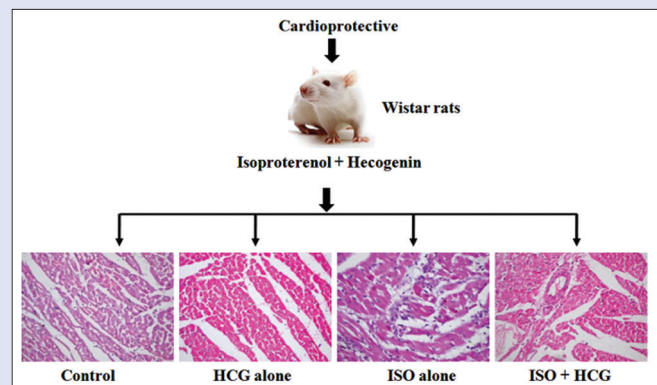 Cardioprotective
Wistar rats
Isoproterenol + Hecogenin
Control
HCG alone
ISO alone
ISO + HCG